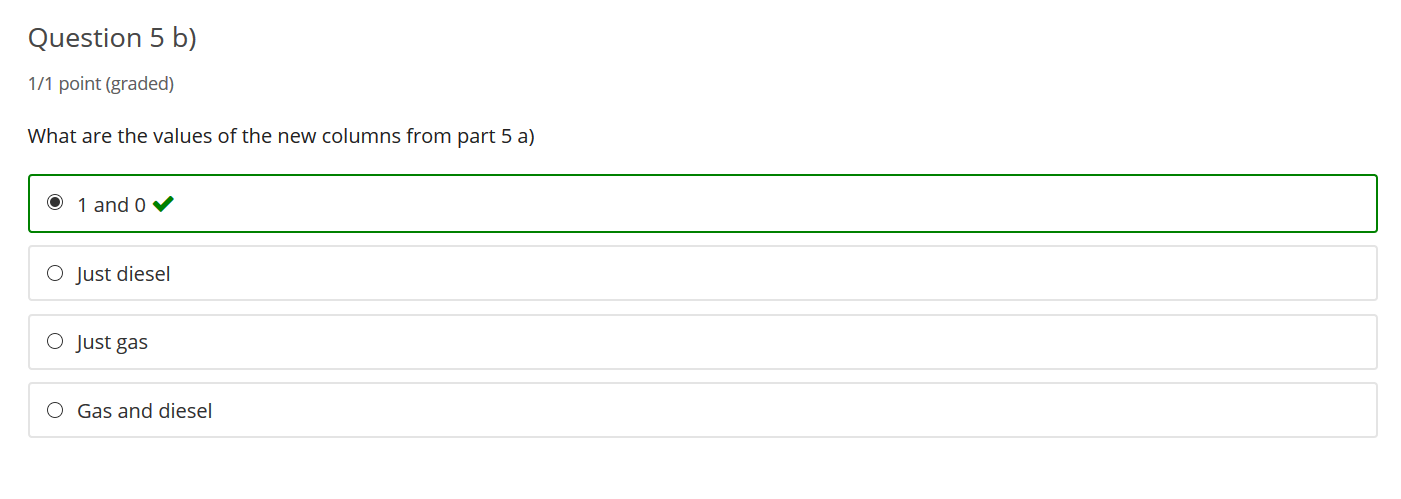 Question 5 b)
1/1 point (graded)
What are the values of the new columns from part 5 a)
1 and 0
Just diesel
Just gas
Gas and diesel